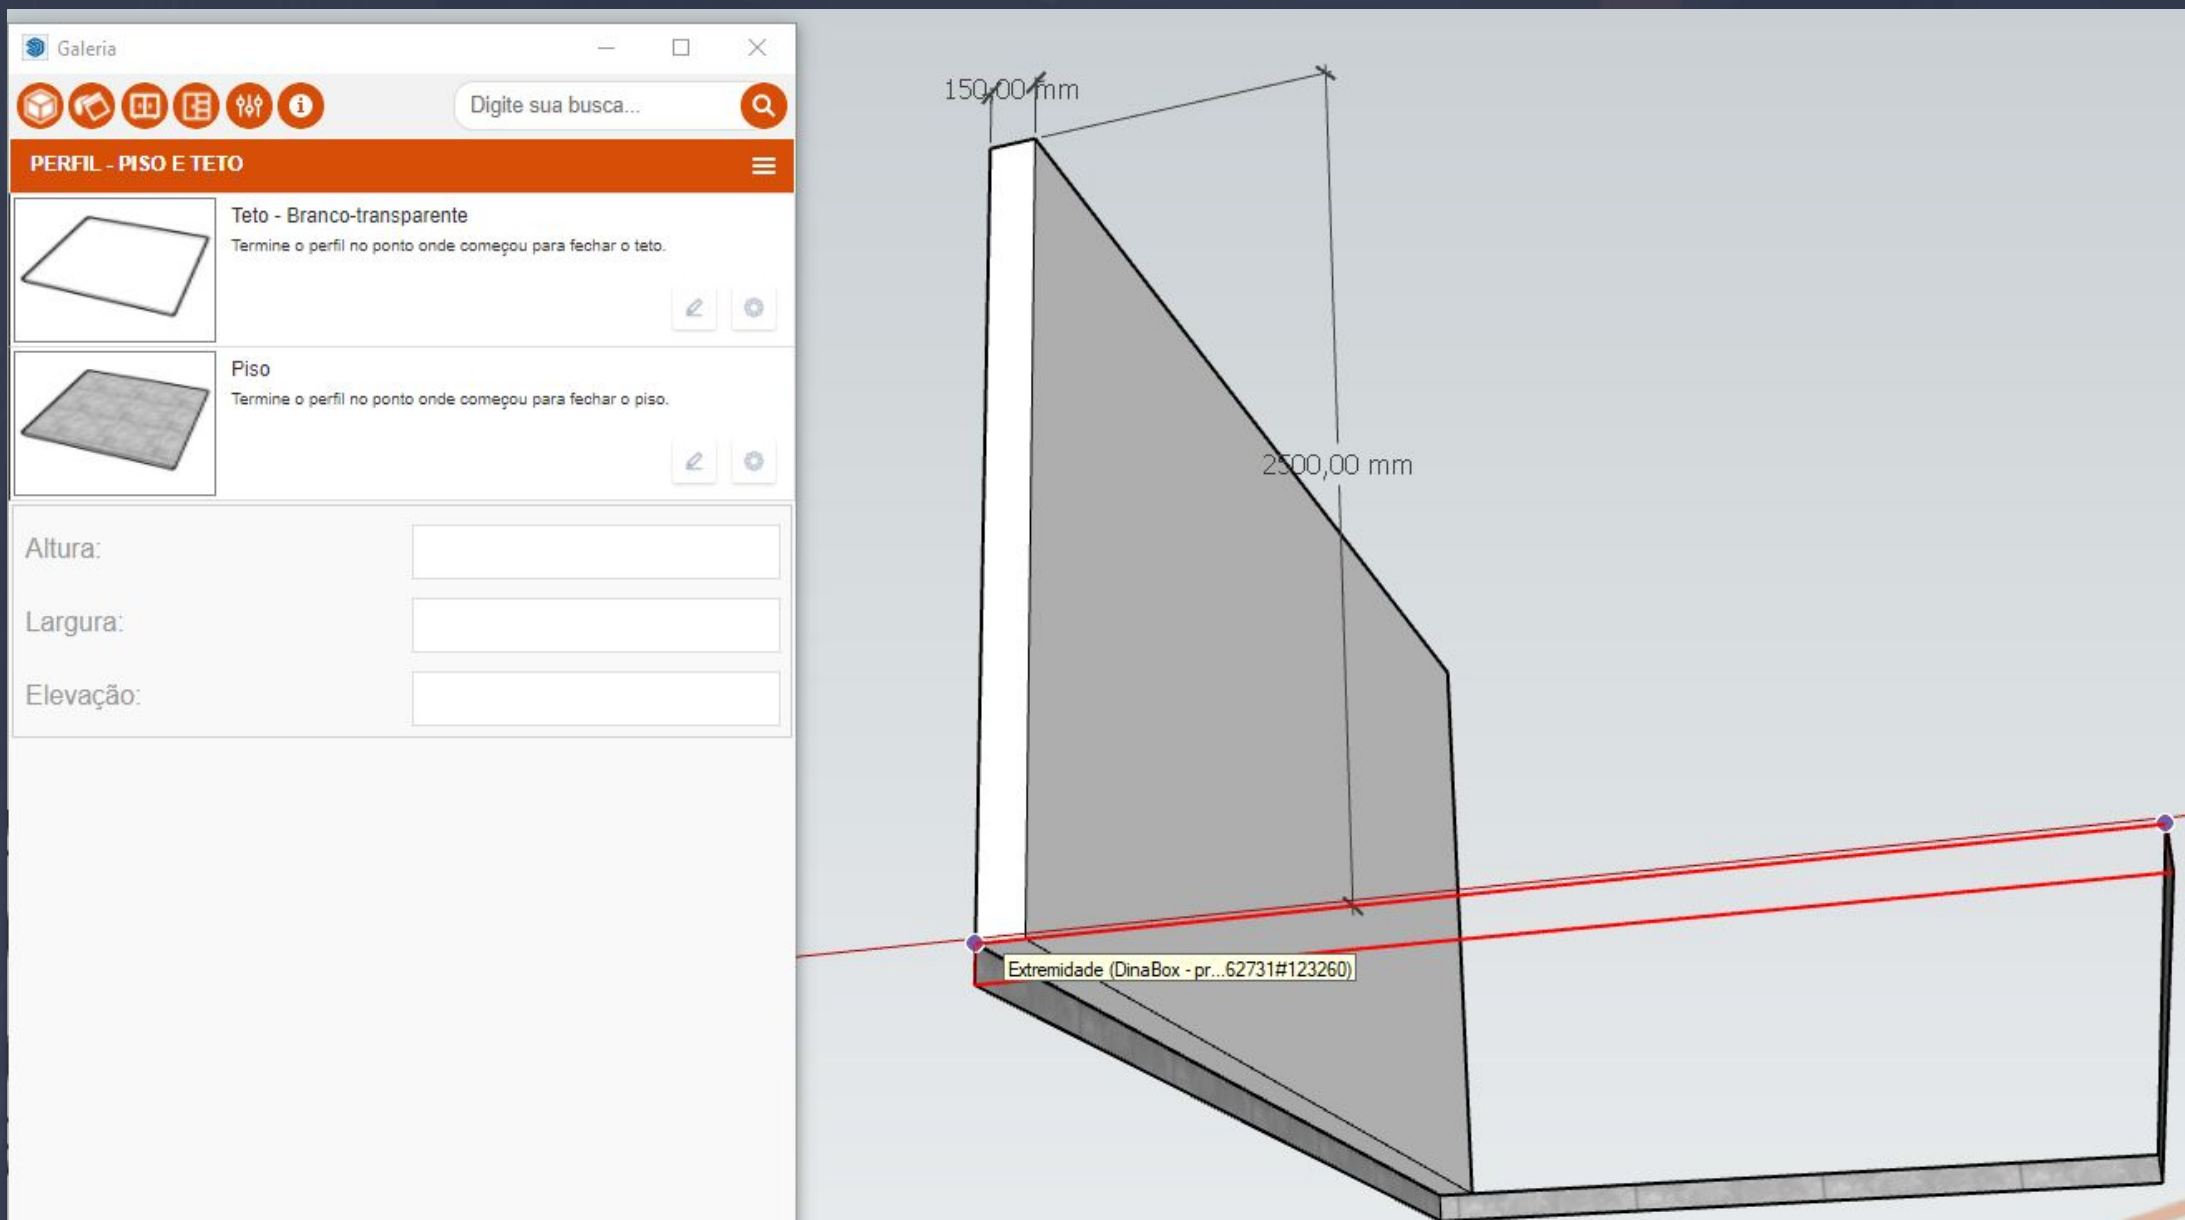 Galeria
Digite sua busca...
PERFIL - PISO E TETO
Teto - Branco-transparente
Termine o perfil no ponto onde começou para fechar o teto.
Piso
Termine o perfil no ponto onde começou para fechar o piso.
Altura:
Largura:
Elevação:
150,00 mm
2500,00 mm
Extremidade (DinaBox - pr...62731#123260)